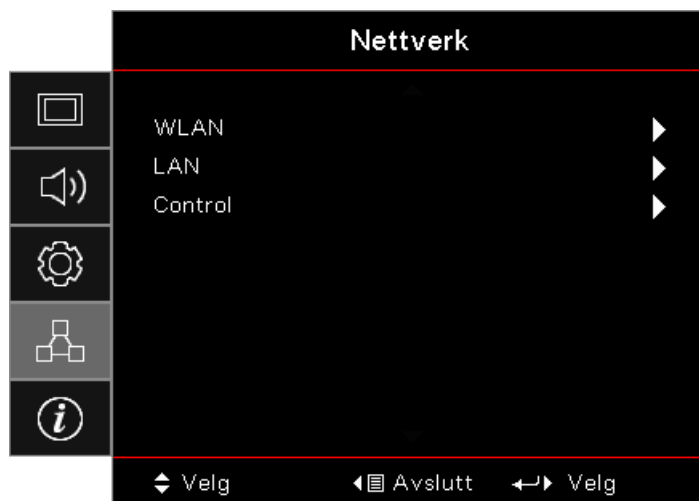 Nettverk
WLAN
LAN
Control
Velg Avslutt Velg